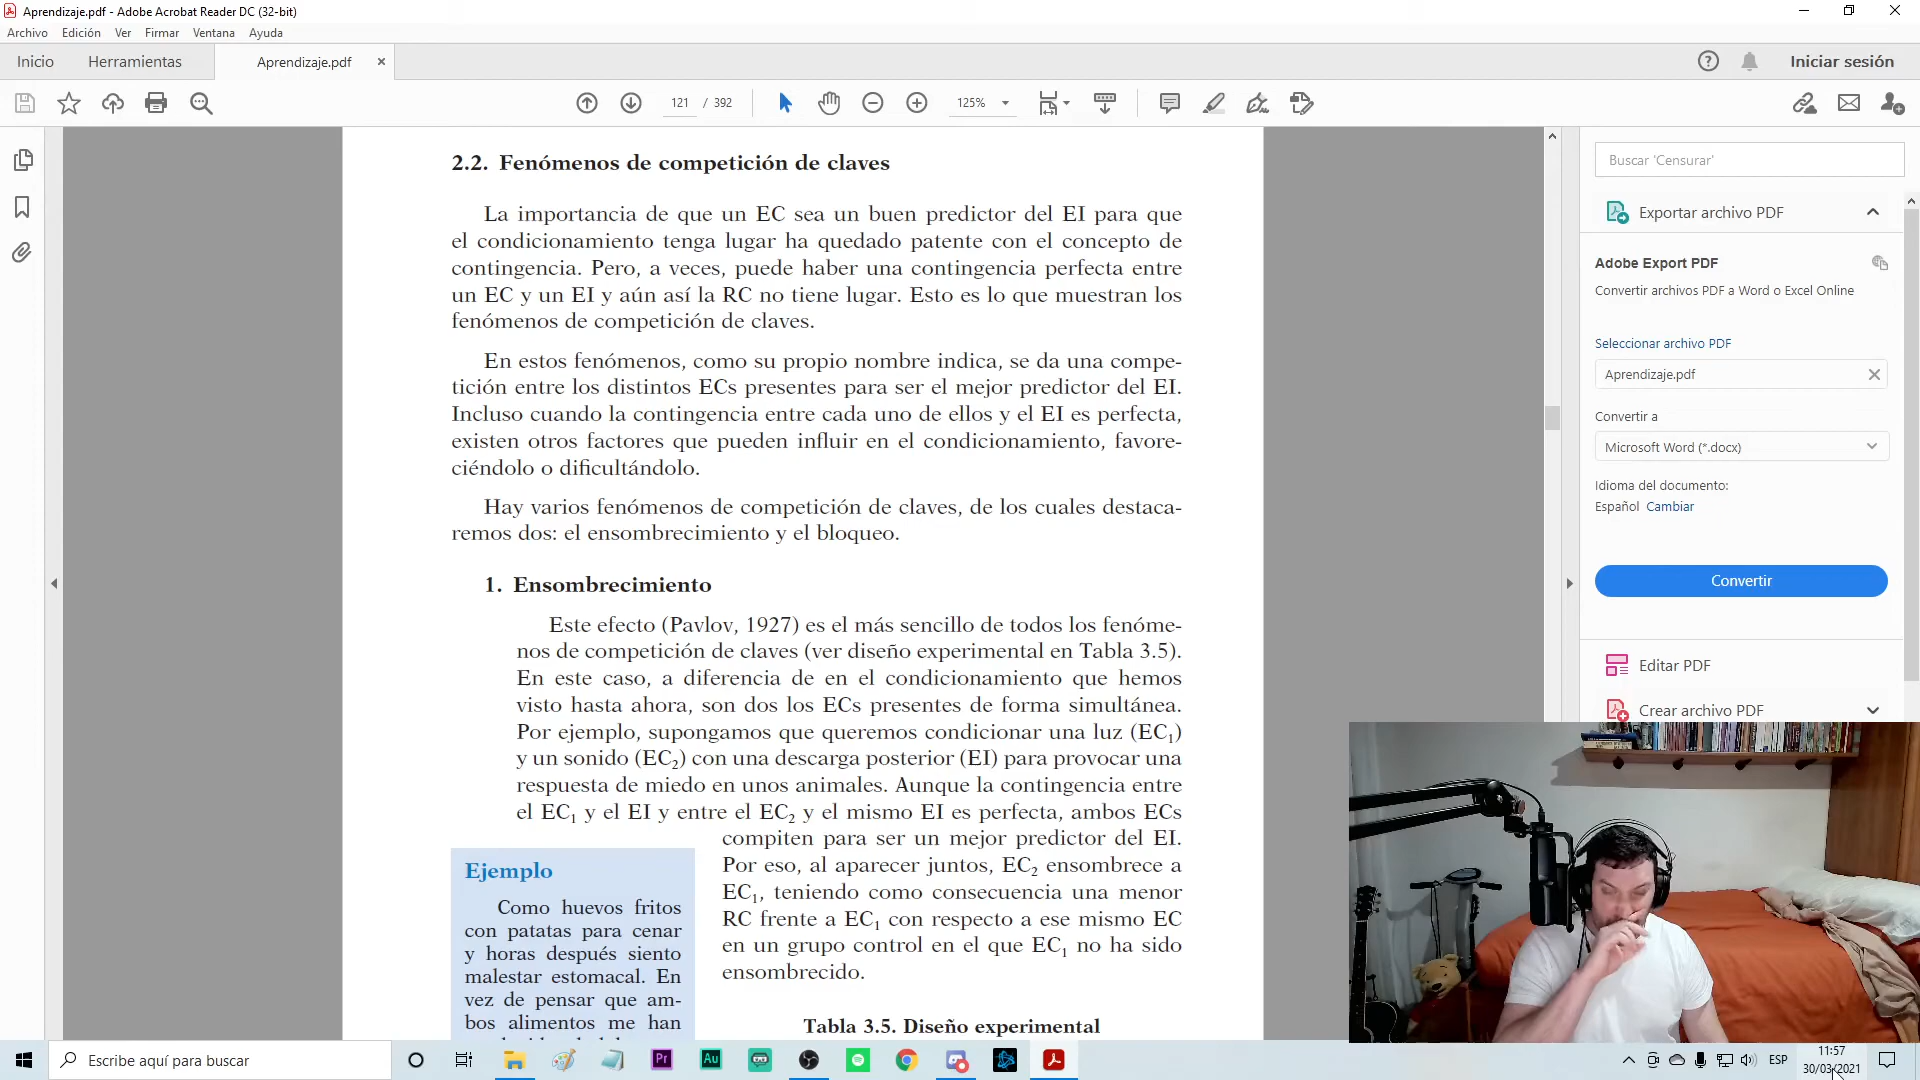 Aprendizaje.pdf - Adobe Acrobat Reader DC (32-bit)
Archivo Edición Ver Firmar Ventana Ayuda
Inicio Herramientas Aprendizaje.pdf Iniciar sesión
121 / 392 125%
2.2. Fenómenos de competición de claves
La importancia de que un EC sea un buen predictor del EI para que
el condicionamiento tenga lugar ha quedado patente con el concepto de
contingencia. Pero, a veces, puede haber una contingencia perfecta entre
un EC y un EI y aún así la RC no tiene lugar. Esto es lo que muestran los
fenómenos de competición de claves.
En estos fenómenos, como su propio nombre indica, se da una compe-
tición entre los distintos ECs presentes para ser el mejor predictor del EI.
Incluso cuando la contingencia entre cada uno de ellos y el EI es perfecta,
existen otros factores que pueden influir en el condicionamiento, favore-
ciéndolo o dificultándolo.
Hay varios fenómenos de competición de claves, de los cuales destaca-
remos dos: el ensombrecimiento y el bloqueo.
1. Ensombrecimiento
Este efecto (Pavlov, 1927) es el más sencillo de todos los fenóme-
nos de competición de claves (ver diseño experimental en Tabla 3.5).
En este caso, a diferencia de en el condicionamiento que hemos
visto hasta ahora, son dos los ECs presentes de forma simultánea.
Por ejemplo, supongamos que queremos condicionar una luz (EC₁)
y un sonido (EC₂) con una descarga posterior (EI) para provocar una
respuesta de miedo en unos animales. Aunque la contingencia entre
el EC₁ y el EI y entre el EC₂ y el mismo EI es perfecta, ambos ECs
compiten para ser un mejor predictor del EI.
Por eso, al aparecer juntos, EC₂ ensombrece a
EC₁, teniendo como consecuencia una menor
RC frente a EC₁ con respecto a ese mismo EC
en un grupo control en el que EC₁ no ha sido
ensombrecido.
Tabla 3.5. Diseño experimental
Ejemplo
Como huevos fritos
con patatas para cenar
y horas después siento
malestar estomacal. En
vez de pensar que am-
bos alimentos me han
Buscar 'Censurar'
Exportar archivo PDF
Adobe Export PDF
Convertir archivos PDF a Word o Excel Online
Seleccionar archivo PDF
Aprendizaje.pdf
Convertir a
Microsoft Word (*.docx)
Idioma del documento:
Español Cambiar
Convertir
Editar PDF
Crear archivo PDF
Escribe aquí para buscar
Pr Au
ESP
11:57
30/03/2021